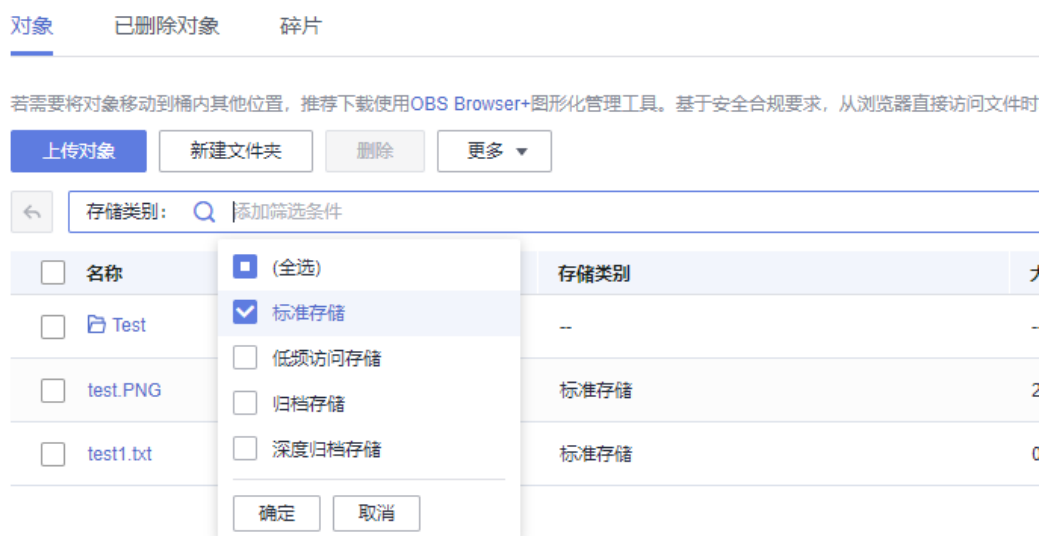 对象 已删除对象 碎片
若需要将对象移动到桶内其他位置，推荐下载使用OBS Browser+图形化管理工具。基于安全合规要求，从浏览器直接访问文件时
上传对象 新建文件夹 删除 更多
存储类别： 添加筛选条件
名称 (全选) 存储类别
标准存储
Test -- --
低频访问存储
test.PNG 归档存储 标准存储 2
test1.txt 深度归档存储 标准存储 0
确定 取消